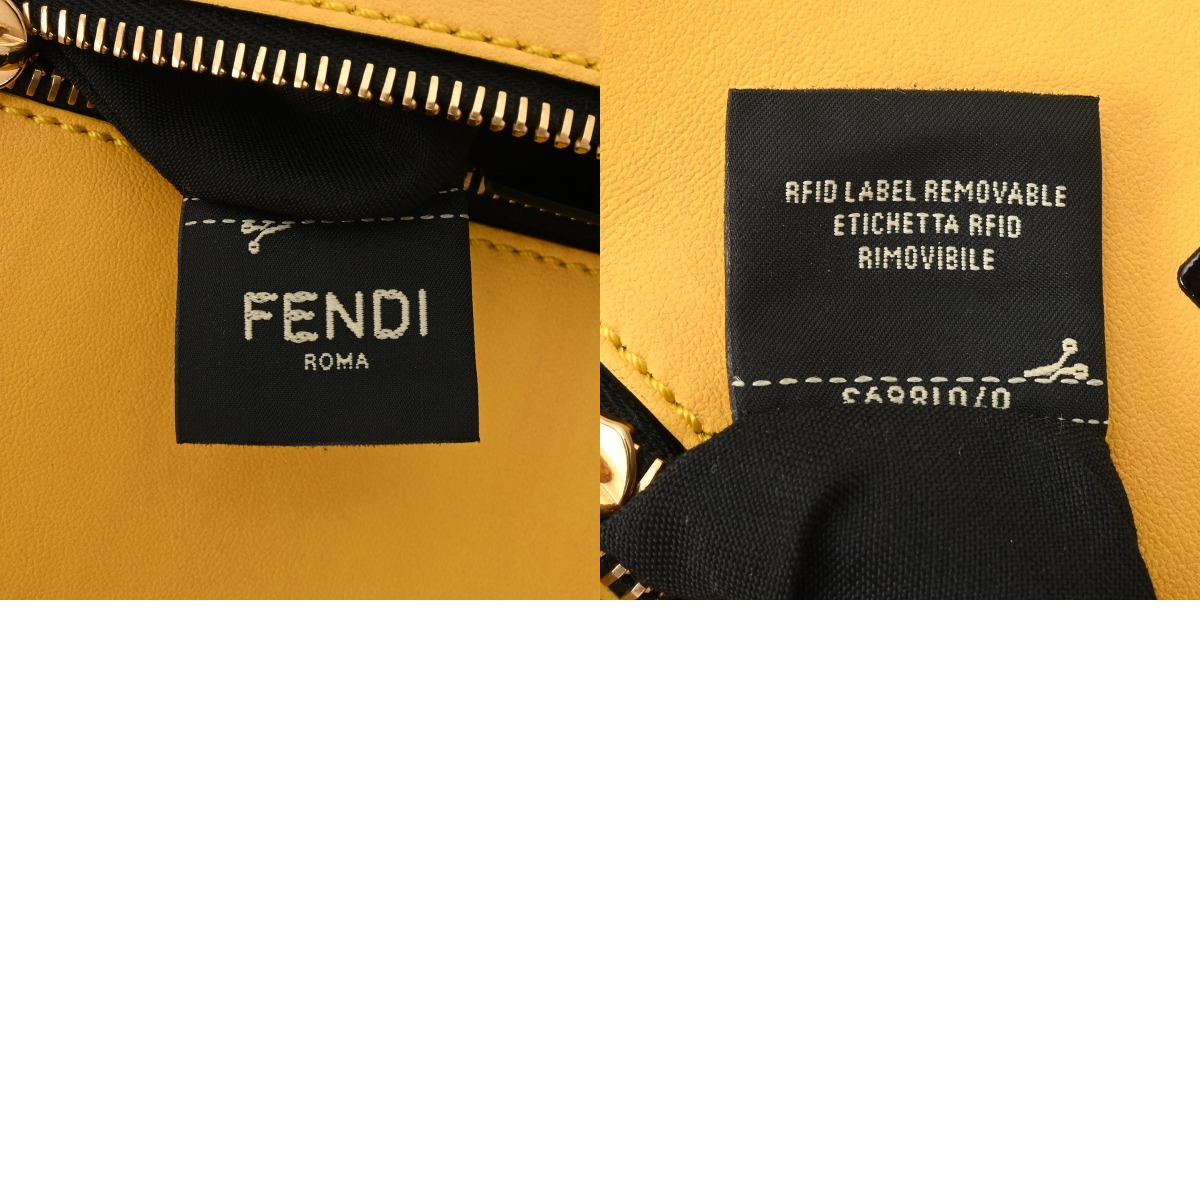 FENDI
ROMA
RFID LABEL REMOVABLE
ETICHETTA RFID
RIMOVIBILE